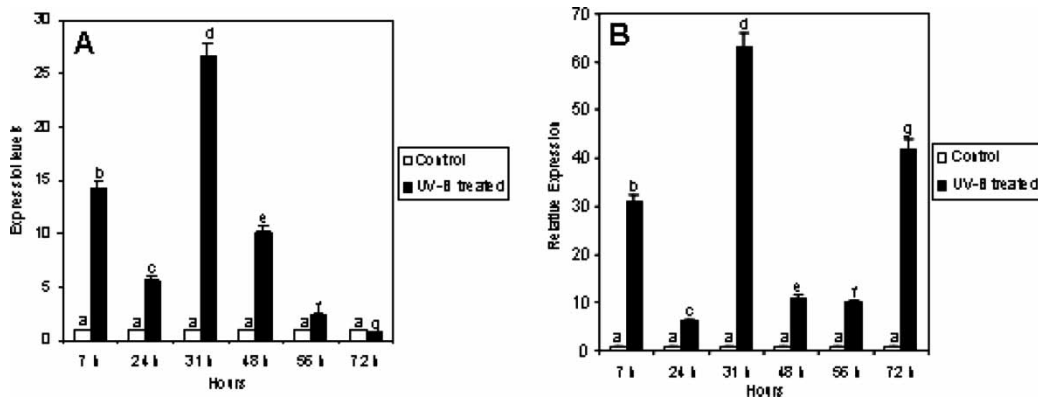 A
30
25
20
15
10
5
0
Expression levels
d
b
e
c
f
a a a a a a g
7 h 24 h 31 h 48 h 56 h 72 h
Hours
Control
UV-B treated
B
70
60
50
40
30
20
10
0
Relative Expression
d
g
b
e f
c
a a a a a a
7 h 24 h 31 h 48 h 56 h 72 h
Hours
Control
UV-B treated